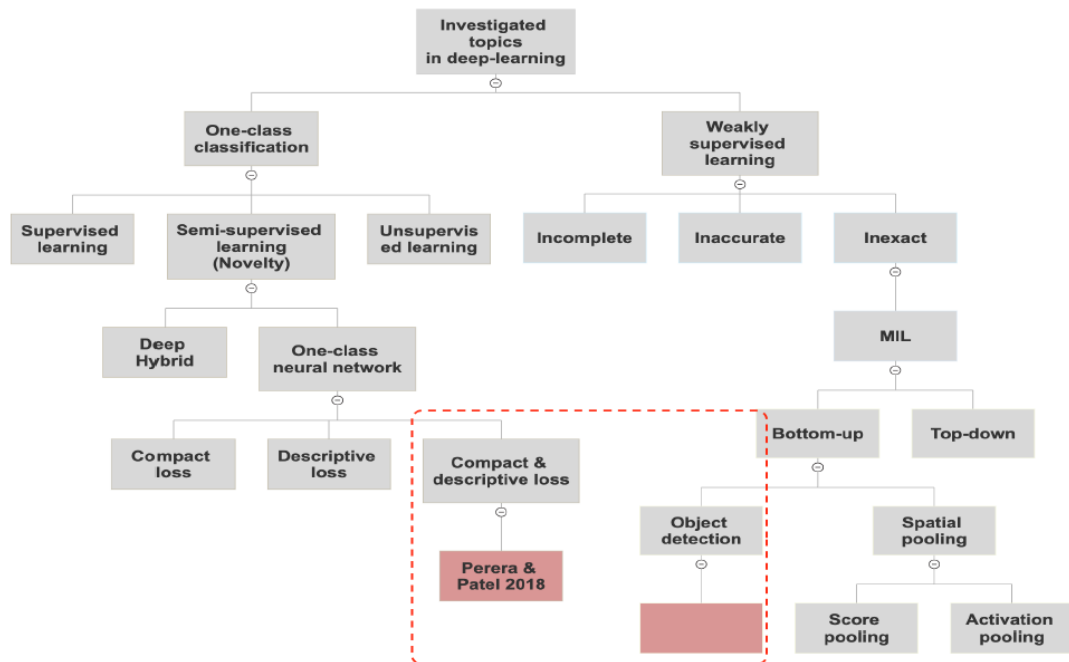 Investigated
topics
in deep-learning
One-class
classification
Weakly
supervised
learning
Supervised
learning
Semi-supervised
learning
(Novelty)
Unsupervis
ed learning
Incomplete
Inaccurate
Inexact
Deep
Hybrid
One-class
neural network
MIL
Compact
loss
Descriptive
loss
Compact &
descriptive loss
Bottom-up
Top-down
Perera &
Patel 2018
Object
detection
Spatial
pooling
Score
pooling
Activation
pooling